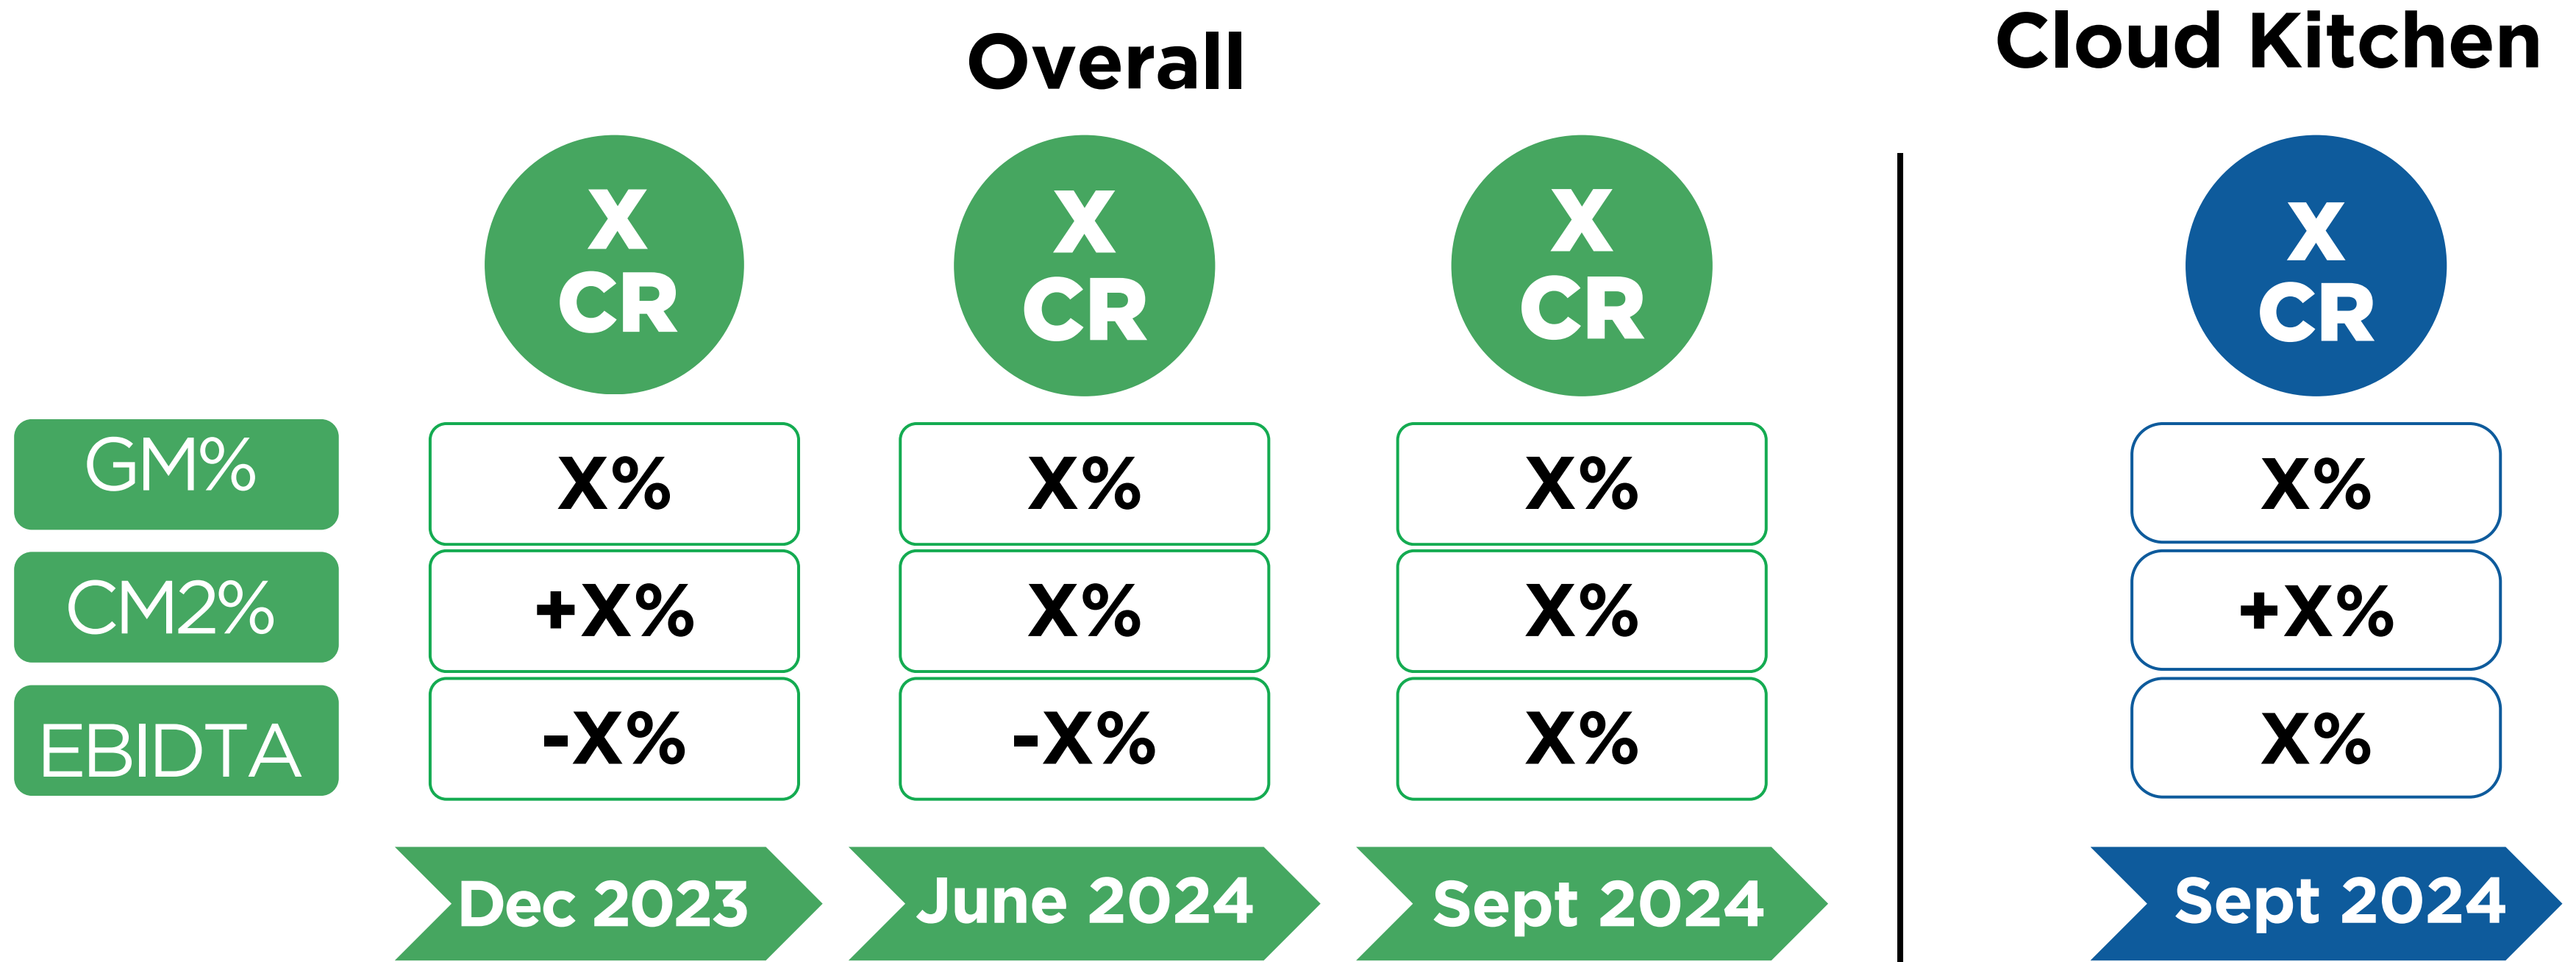 Overall
Cloud Kitchen
X
CR
X
CR
X
CR
X
CR
GM%
X%
X%
X%
X%
CM2%
+X%
X%
X%
+X%
EBIDTA
-X%
-X%
X%
X%
Dec 2023
June 2024
Sept 2024
Sept 2024